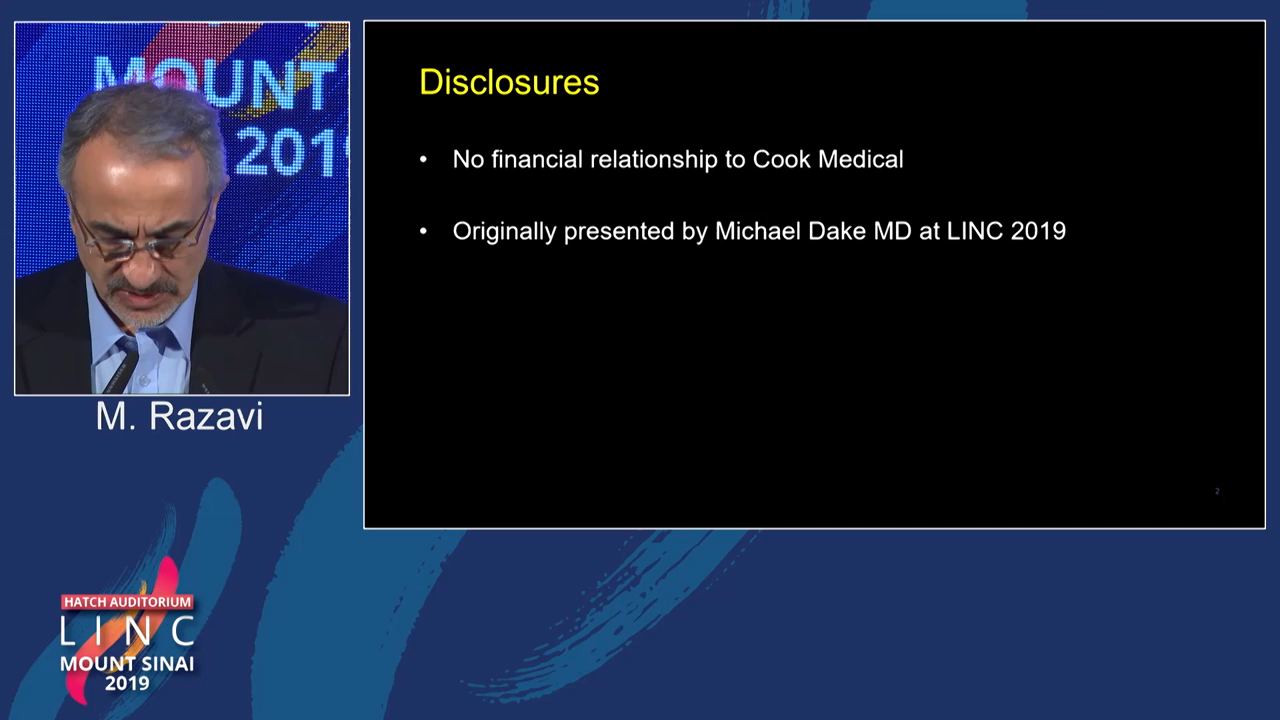 MOUNT
201
M. Razavi
Disclosures
• No financial relationship to Cook Medical
• Originally presented by Michael Dake MD at LINC 2019
2
HATCH AUDITORIUM
LINC
MOUNT SINAI
2019